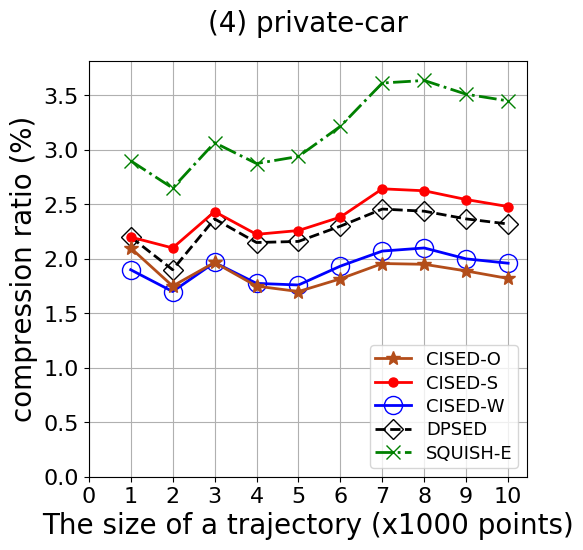 (4) private-car
compression ratio (%)
3.5
3.0
2.5
2.0
1.5
1.0
0.5
0.0
0 1 2 3 4 5 6 7 8 9 10
The size of a trajectory (x1000 points)
CISED-O
CISED-S
CISED-W
DPSED
SQUISH-E